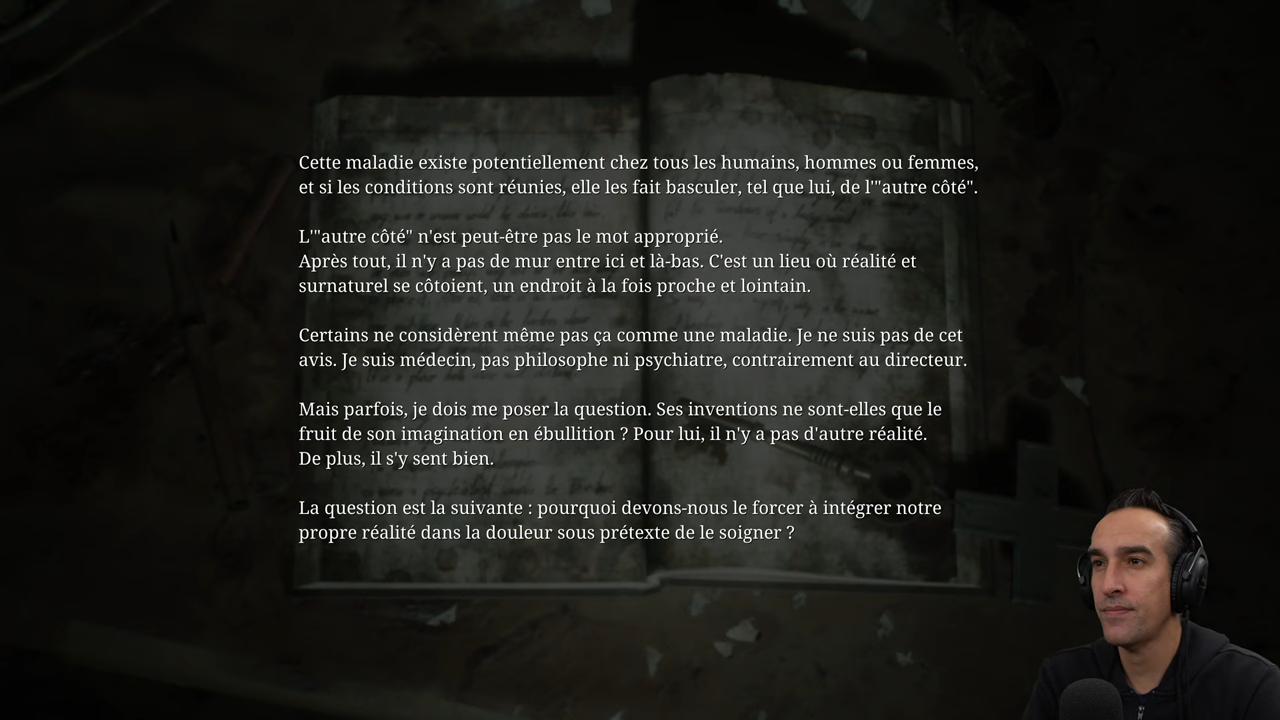 Cette maladie existe potentiellement chez tous les humains, hommes ou femmes,
et si les conditions sont réunies, elle les fait basculer, tel que lui, de l'"autre côté".
L'"autre côté" n'est peut-être pas le mot approprié.
Après tout, il n'y a pas de mur entre ici et là-bas. C'est un lieu où réalité et
surnaturel se côtoient, un endroit à la fois proche et lointain.
Certains ne considèrent même pas ça comme une maladie. Je ne suis pas de cet
avis. Je suis médecin, pas philosophe ni psychiatre, contrairement au directeur.
Mais parfois, je dois me poser la question. Ses inventions ne sont-elles que le
fruit de son imagination en ébullition ? Pour lui, il n'y a pas d'autre réalité.
De plus, il s'y sent bien.
La question est la suivante : pourquoi devons-nous le forcer à intégrer notre
propre réalité dans la douleur sous prétexte de le soigner ?